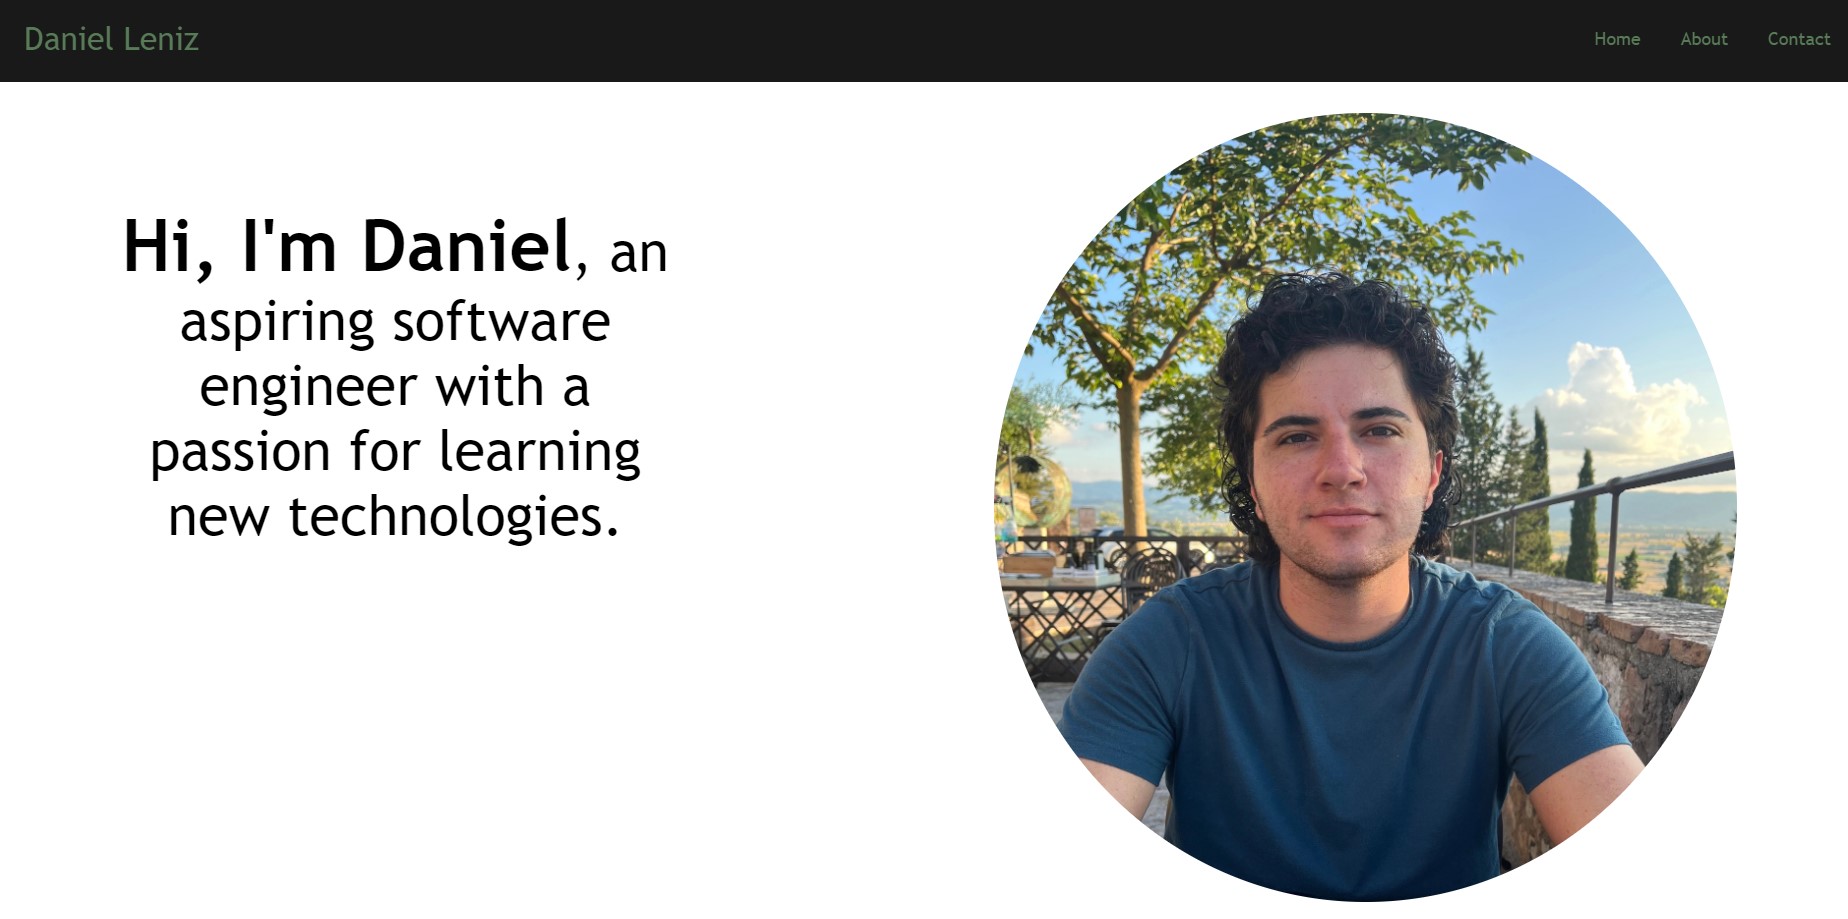 Daniel Leniz
Home About Contact
Hi, I'm Daniel, an
aspiring software
engineer with a
passion for learning
new technologies.